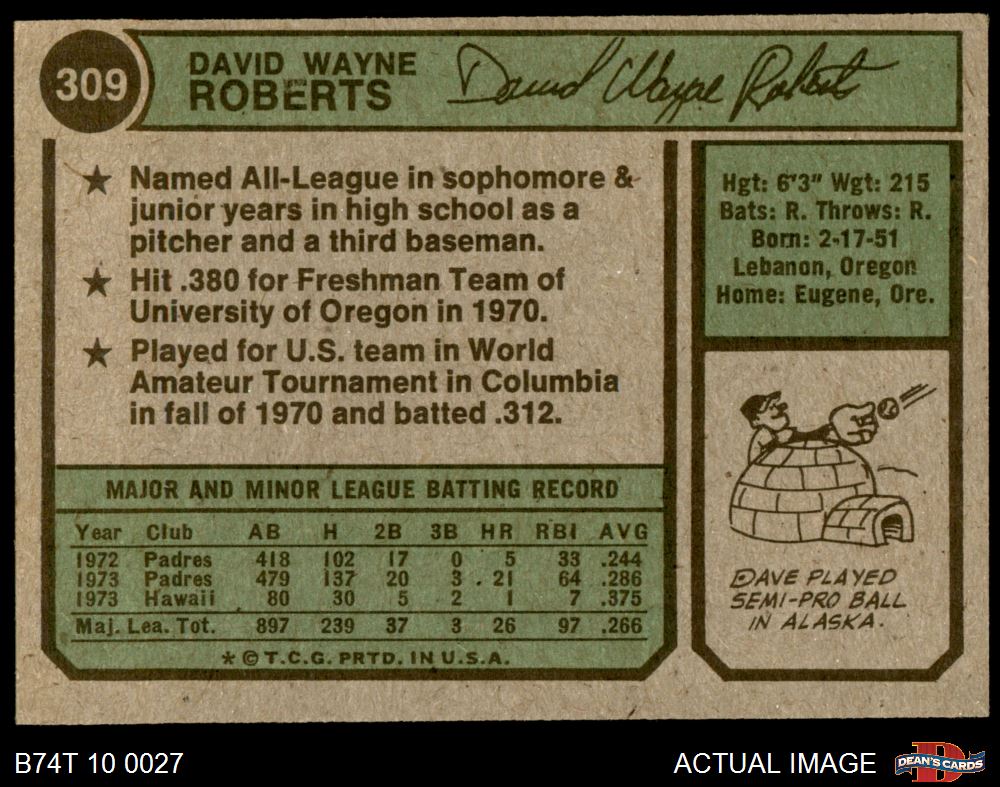 309
DAVID WAYNE
ROBERTS
David Wayne Roberts
★ Named All-League in sophomore &
junior years in high school as a
pitcher and a third baseman.
★ Hit .380 for Freshman Team of
University of Oregon in 1970.
★ Played for U.S. team in World
Amateur Tournament in Columbia
in fall of 1970 and batted .312.
Hgt: 6'3" Wgt: 215
Bats: R. Throws: R.
Born: 2-17-51
Lebanon, Oregon
Home: Eugene, Ore.
DAVE PLAYED
SEMI-PRO BALL
IN ALASKA.
MAJOR AND MINOR LEAGUE BATTING RECORD
Year Club AB H 2B 3B HR RBI AVG
1972 Padres 418 102 17 0 5 33 .244
1973 Padres 479 137 20 3 21 64 .286
1973 Hawaii 80 30 5 2 1 7 .375
Maj. Lea. Tot. 897 239 37 3 26 97 .266
* © T.C.G. PRTD. IN U.S.A.
B74T 10 0027
ACTUAL IMAGE
DEAN'S CARDS